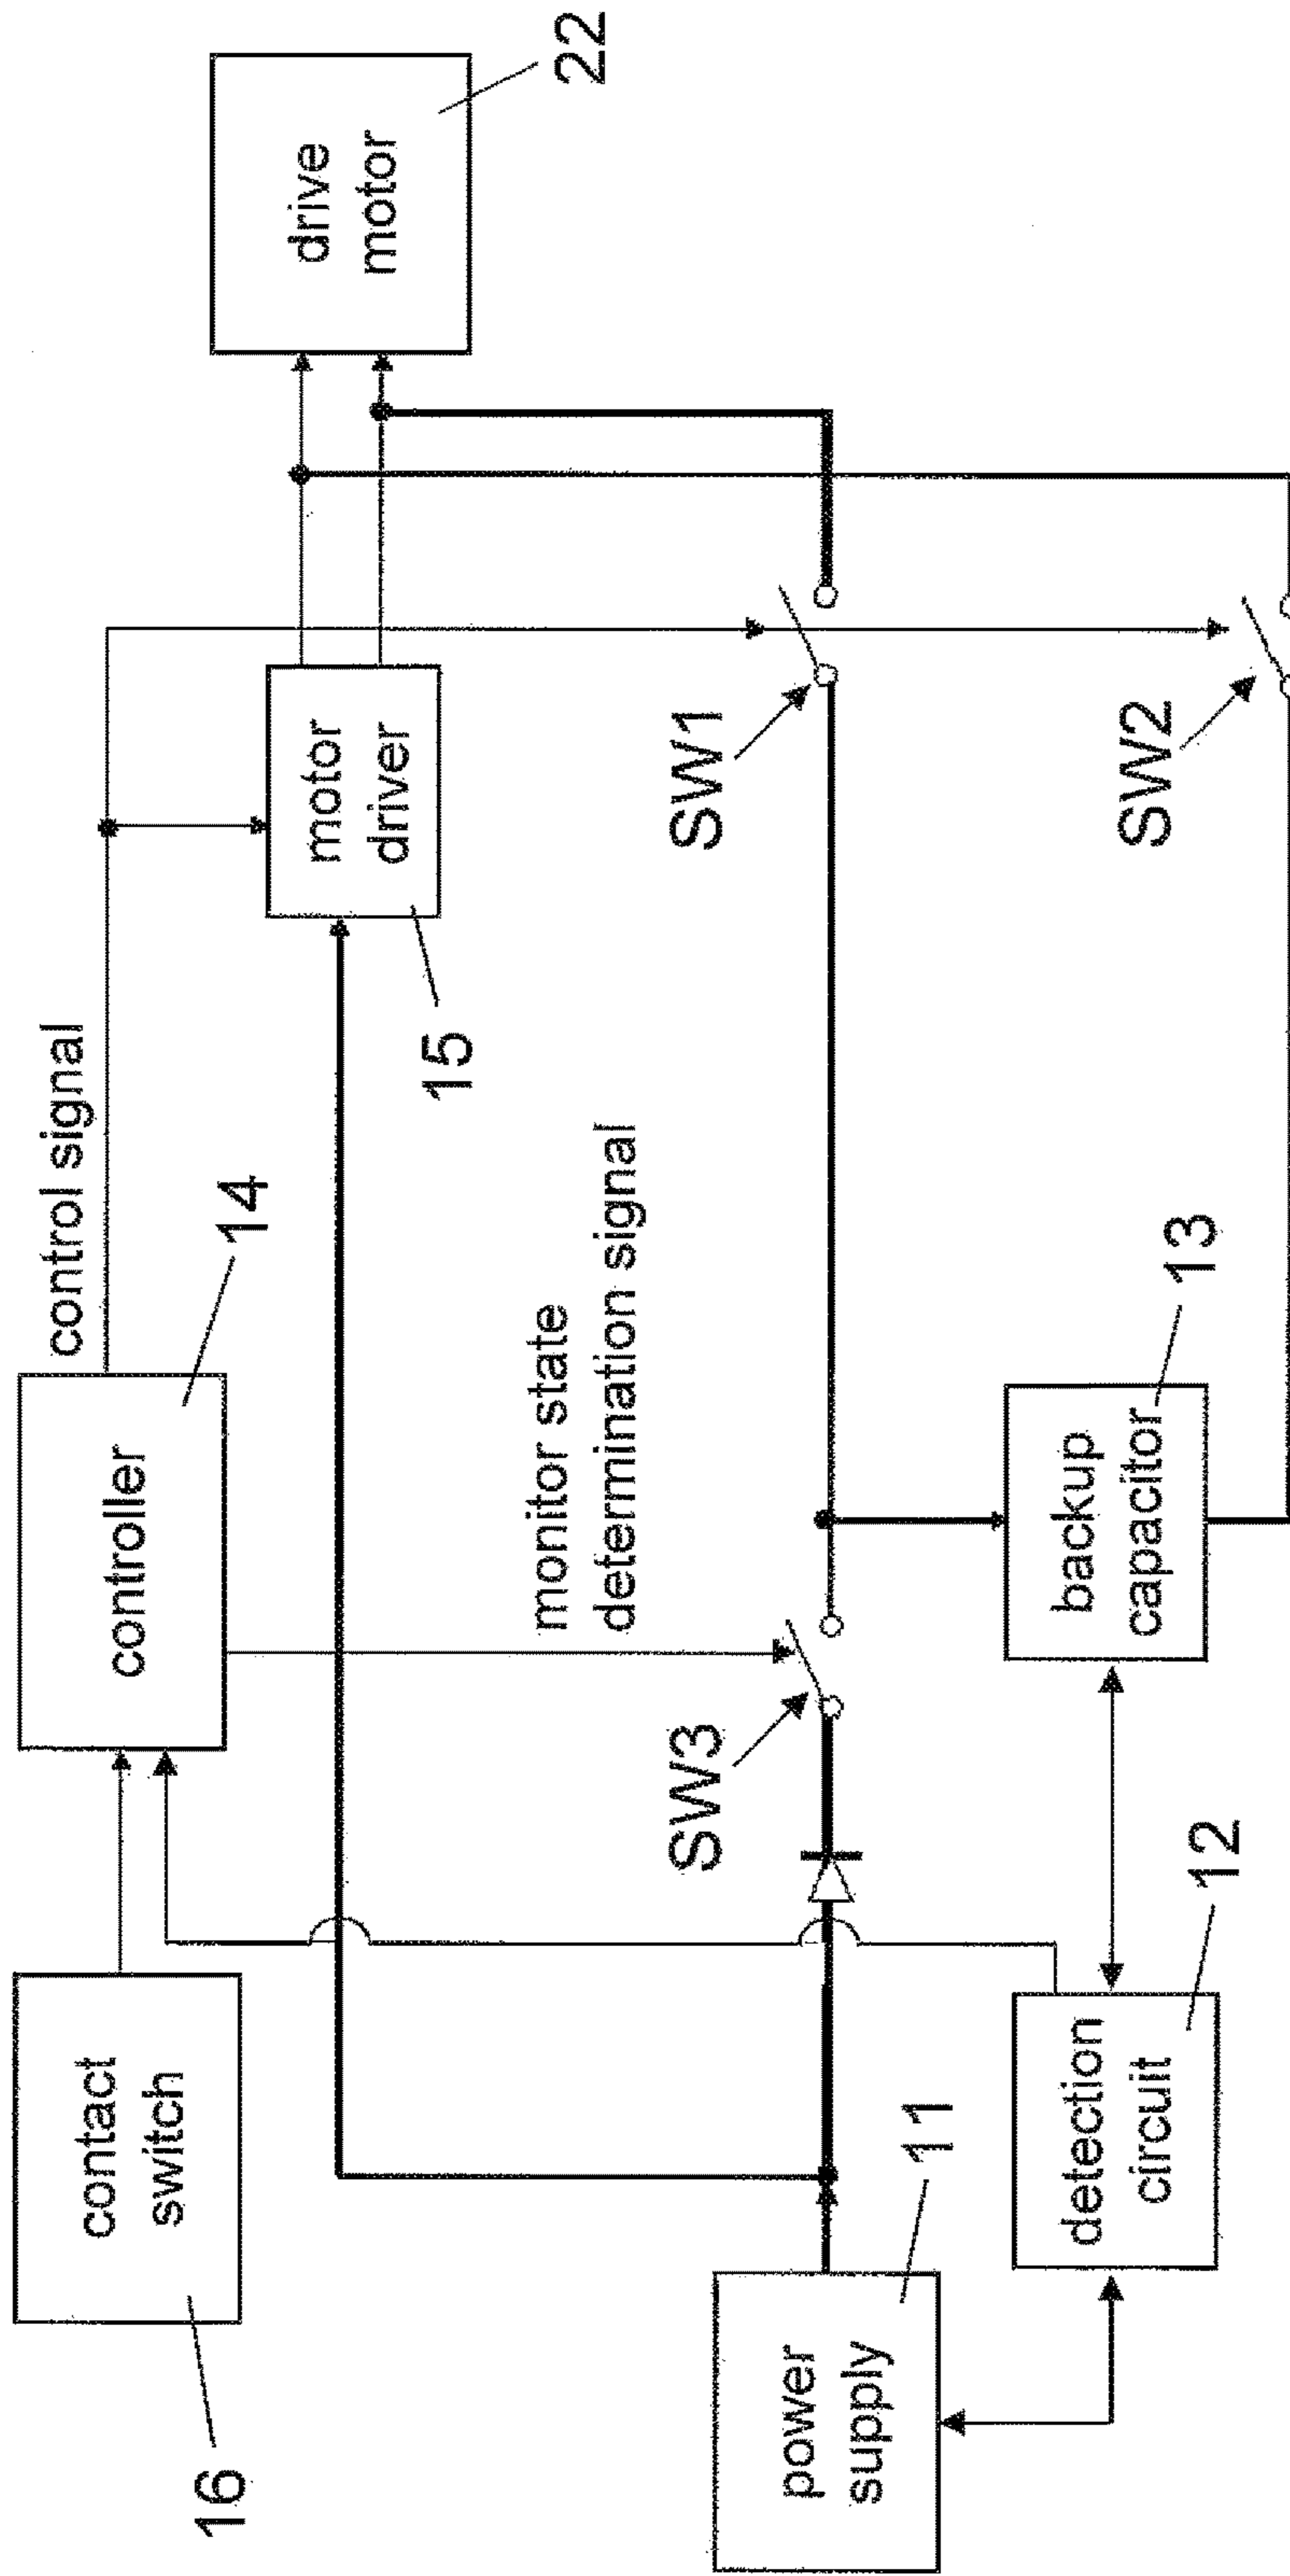 contact
switch
16
controller
14
control signal
motor
driver
15
drive
motor
22
monitor state
determination signal
SW3
SW1
power
supply
11
detection
circuit
12
backup
capacitor
13
SW2